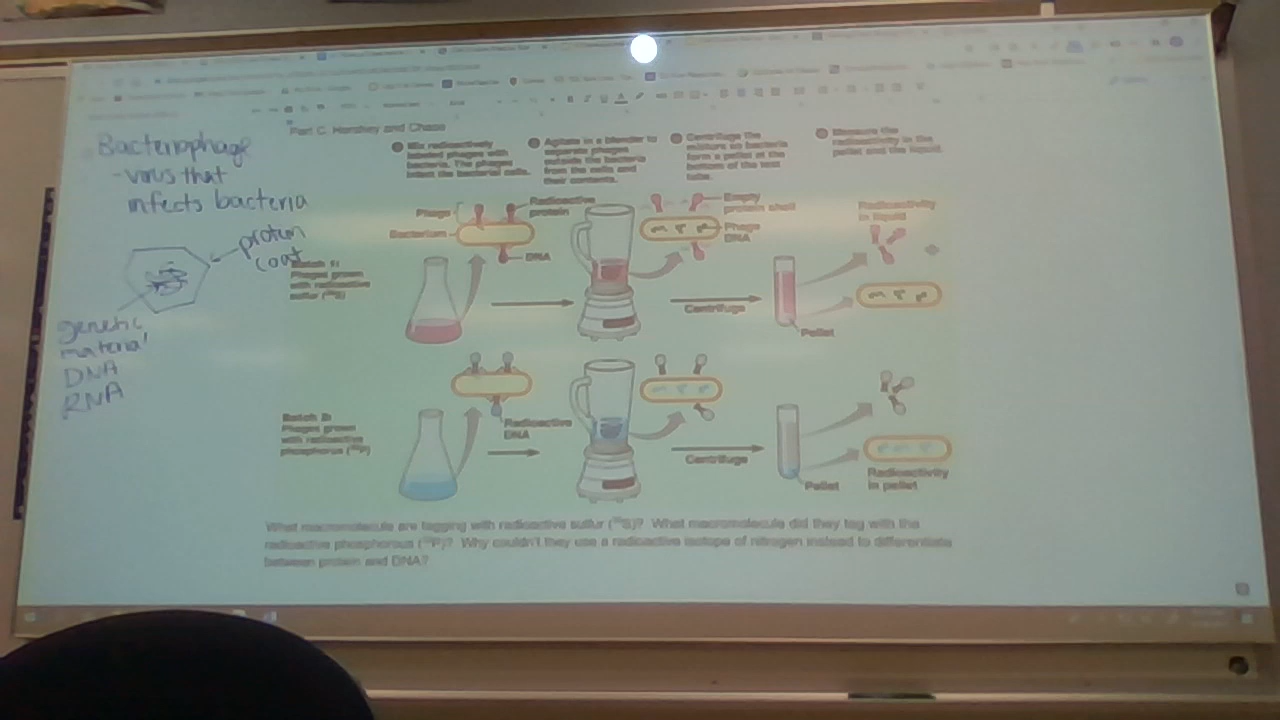 Bacteriophage
- virus that
infects bacteria
protein
coat
genetic
material
DNA
RNA
Part C. Hershey and Chase
Mix radioactively
labeled phages with
bacteria. The phages
infect the bacterial cells.
Agitate in a blender to
separate phages
outside the bacteria
from the cells and
their contents.
Centrifuge the
mixture so bacteria
form a pellet at the
bottom of the test
tube.
Measure the
radioactivity in the
pellet and the liquid.
Phage
Bacterium
Radioactive
protein
DNA
Empty
protein shell
Phage
DNA
Radioactivity
in liquid
Batch 1:
Phages grown
with radioactive
sulfur (35S)
Centrifuge
Pellet
Batch 2:
Phages grown
with radioactive
phosphorus (32P)
Radioactive
DNA
Centrifuge
Pellet
Radioactivity
in pellet
What macromolecule are tagging with radioactive sulfur (35S)? What macromolecule did they tag with the
radioactive phosphorous (32P)? Why couldn't they use a radioactive isotope of nitrogen instead to differentiate
between protein and DNA?